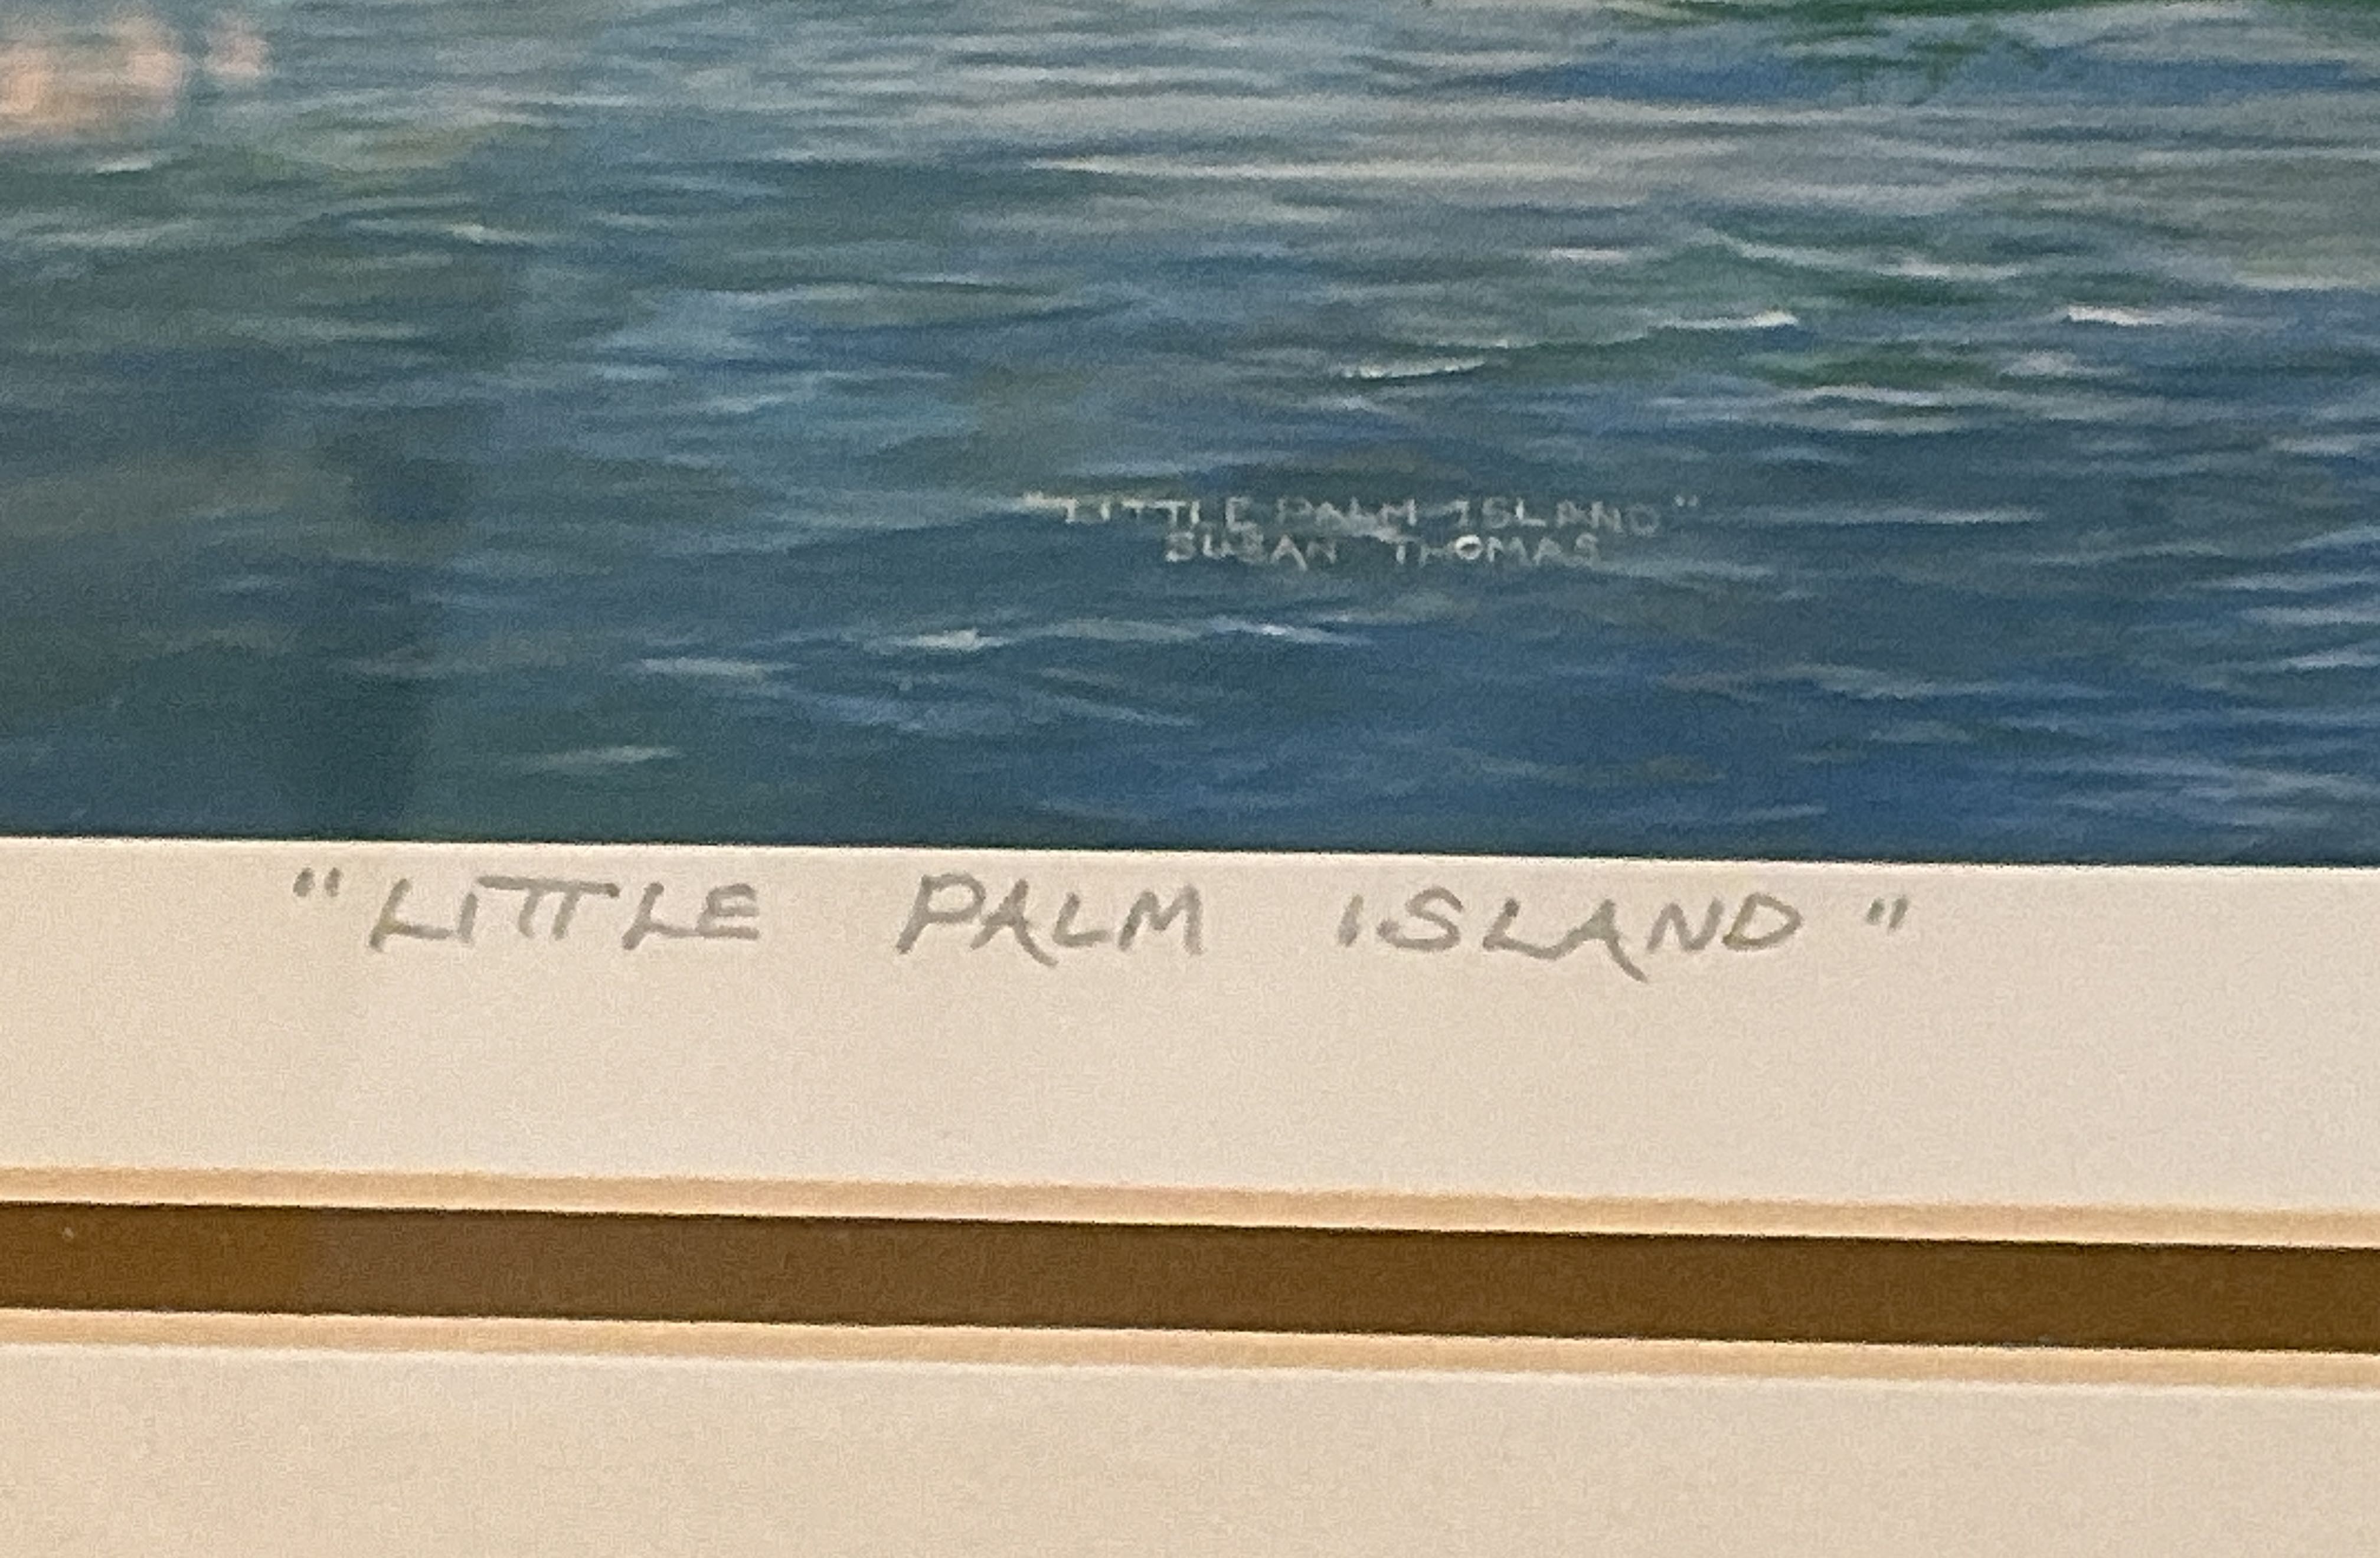 "LITTLE PALM ISLAND"
SUSAN THOMAS
"LITTLE PALM ISLAND"